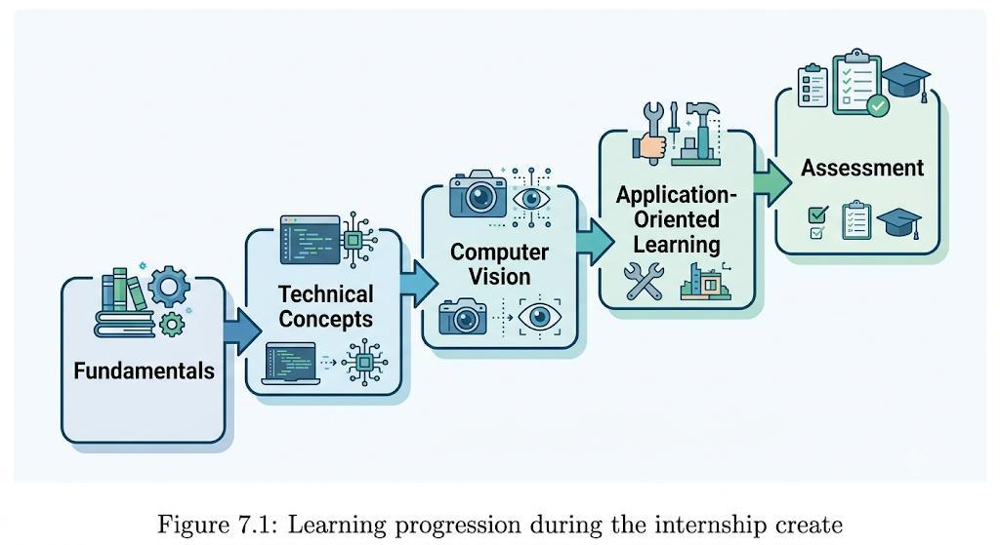 Fundamentals
Technical
Concepts
Computer
Vision
Application-
Oriented
Learning
Assessment
Figure 7.1: Learning progression during the internship create